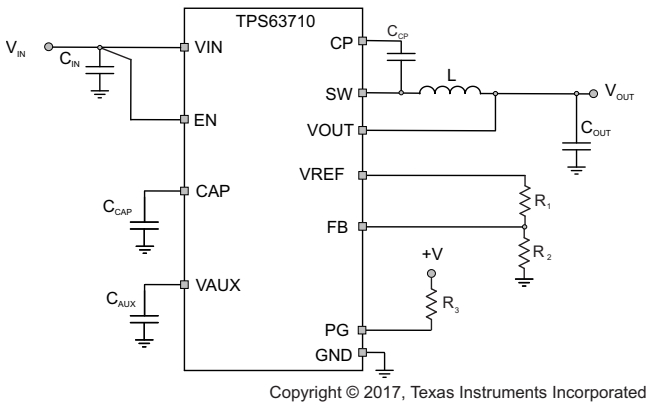 TPS63710
V_IN
C_IN
VIN
EN
CAP
C_CAP
VAUX
C_AUX
CP
C_CP
SW
L
V_OUT
VOUT
C_OUT
VREF
R_1
FB
R_2
+V
R_3
PG
GND
Copyright © 2017, Texas Instruments Incorporated